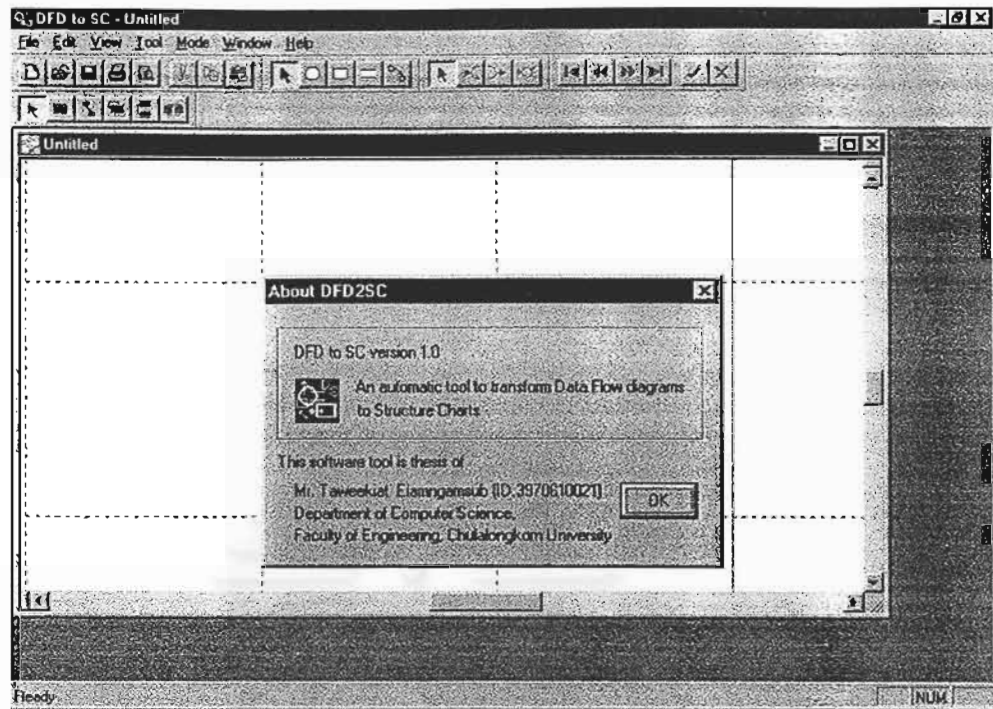 DFD to SC - Untitled
File Edit View Tool Mode Window Help
Untitled
About DFD2SC
DFD to SC version 1.0
An automatic tool to transform Data Flow diagrams
to Structure Charts
This software tool is thesis of
Mr. Taweekiat Eiamngamsub (ID:3970610021)
Department of Computer Science,
Faculty of Engineering, Chulalongkorn University
OK
Ready
NUM